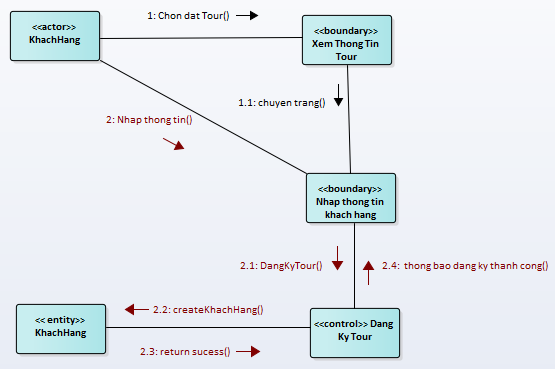 1: Chon dat Tour()
<<actor>>
KhachHang
<<boundary>>
Xem Thong Tin
Tour
1.1: chuyen trang()
2: Nhap thong tin()
<<boundary>>
Nhap thong tin
khach hang
2.1: DangKyTour()
2.4: thong bao dang ky thanh cong()
2.2: createKhachHang()
<< entity>>
KhachHang
<<control>> Dang
Ky Tour
2.3: return sucess()